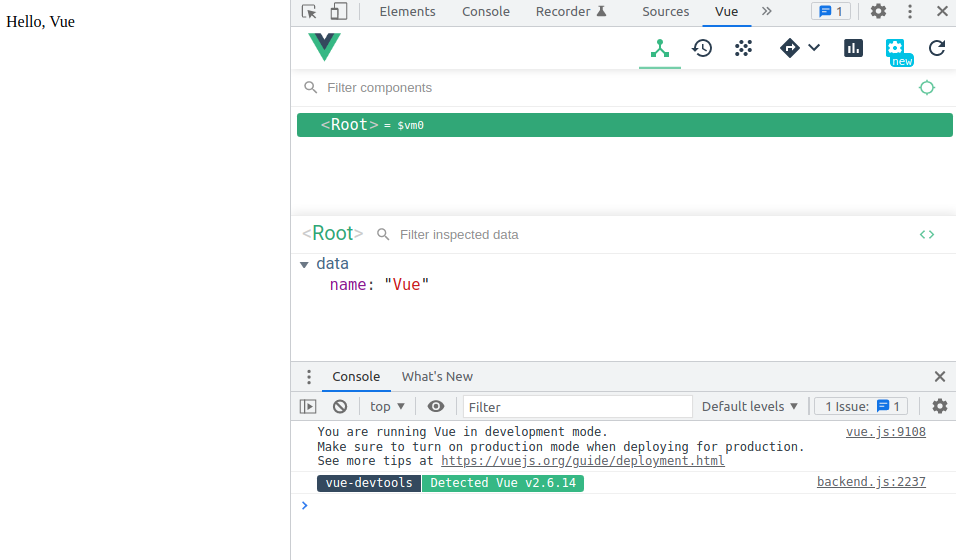 Hello, Vue
Elements Console Recorder Sources Vue 1
new
Filter components
<Root> = $vm0
<Root> Filter inspected data
data
name: "Vue"
Console What's New
top Filter Default levels 1 Issue: 1
You are running Vue in development mode. vue.js:9108
Make sure to turn on production mode when deploying for production.
See more tips at https://vuejs.org/guide/deployment.html
vue-devtools Detected Vue v2.6.14 backend.js:2237